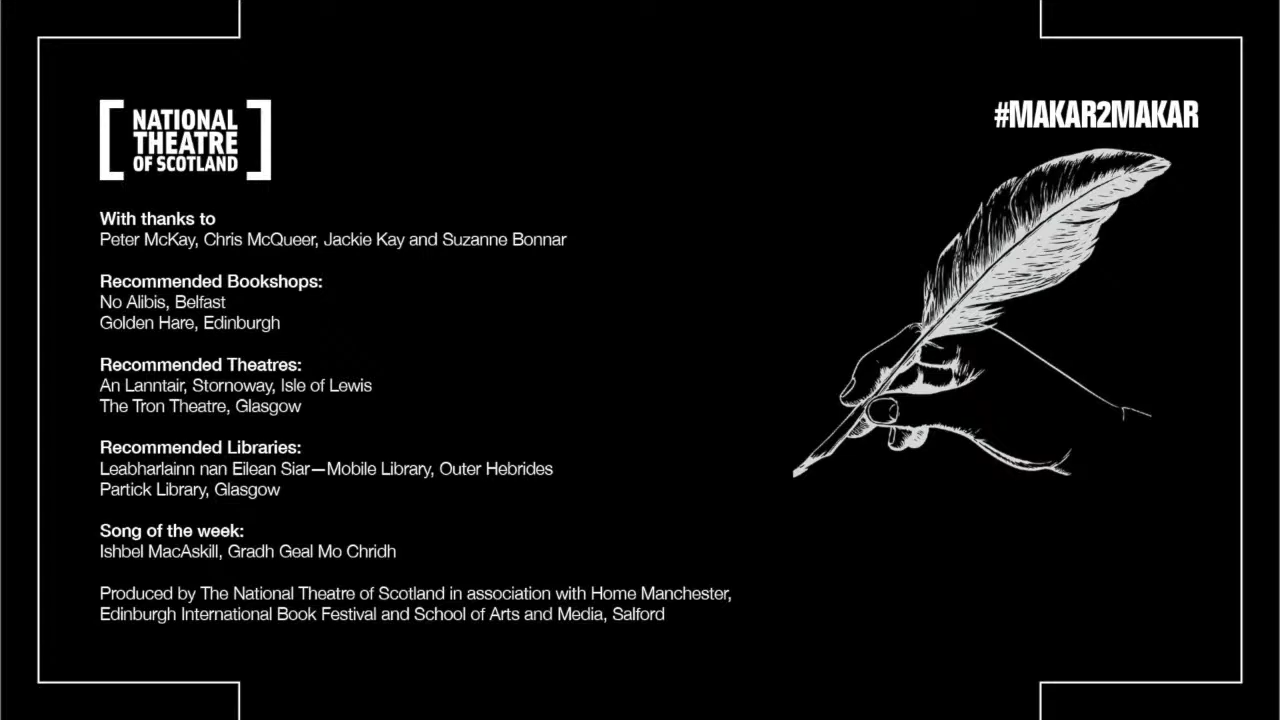 NATIONAL
THEATRE
OF SCOTLAND
#MAKAR2MAKAR
With thanks to
Peter McKay, Chris McQueer, Jackie Kay and Suzanne Bonnar
Recommended Bookshops:
No Alibis, Belfast
Golden Hare, Edinburgh
Recommended Theatres:
An Lanntair, Stornoway, Isle of Lewis
The Tron Theatre, Glasgow
Recommended Libraries:
Leabharlainn nan Eilean Siar—Mobile Library, Outer Hebrides
Partick Library, Glasgow
Song of the week:
Ishbel MacAskill, Gradh Geal Mo Chridh
Produced by The National Theatre of Scotland in association with Home Manchester,
Edinburgh International Book Festival and School of Arts and Media, Salford